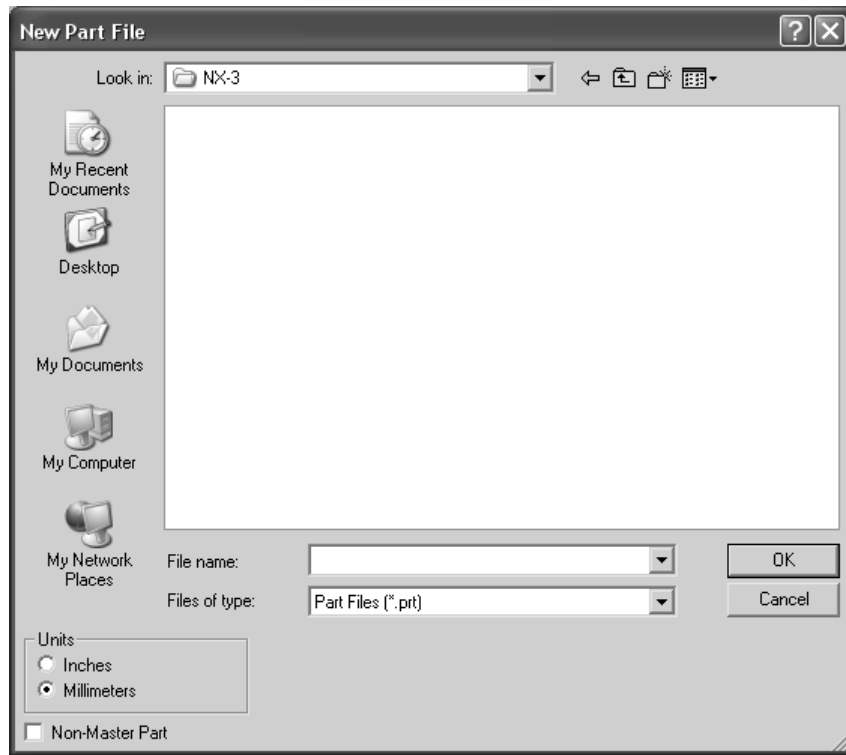 New Part File
Look in: NX-3
My Recent
Documents
Desktop
My Documents
My Computer
My Network
Places
File name:
OK
Files of type: Part Files (*.prt)
Cancel
Units
Inches
Millimeters
Non-Master Part